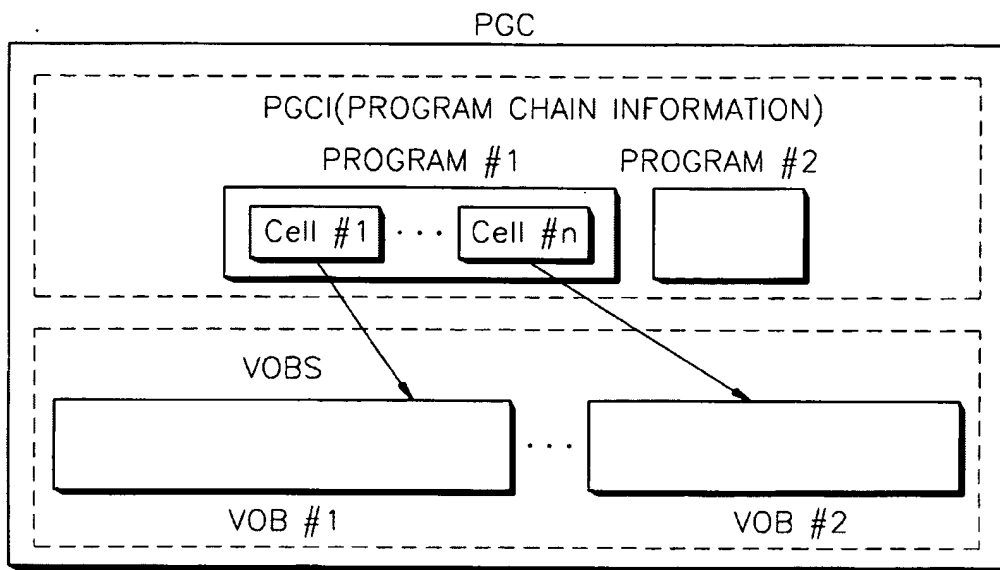 PGC
PGCI(PROGRAM CHAIN INFORMATION)
PROGRAM #1 PROGRAM #2
Cell #1 ··· Cell #n
VOBS
···
VOB #1 VOB #2